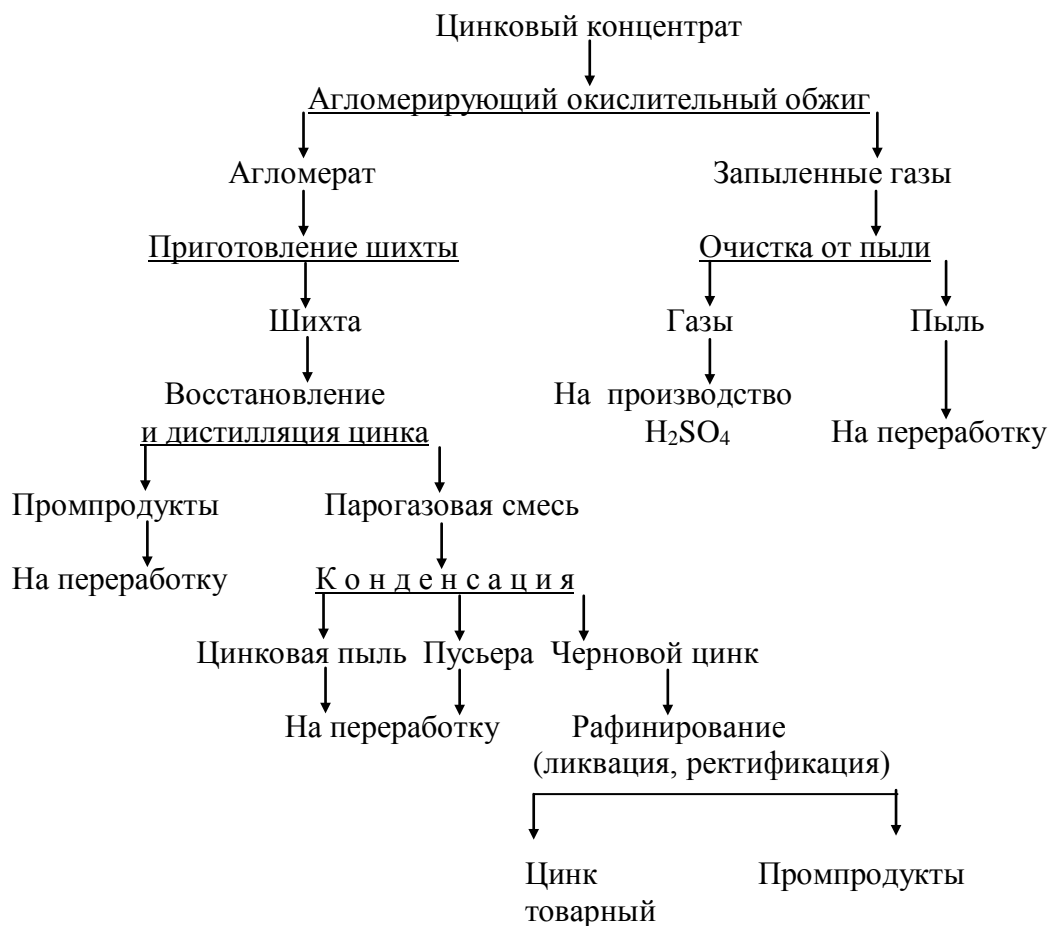 Цинковый концентрат
Агломерирующий окислительный обжиг
Агломерат
Запыленные газы
Приготовление шихты
Очистка от пыли
Шихта
Газы
Пыль
Восстановление
и дистилляция цинка
На производство
H₂SO₄
На переработку
Промпродукты
Парогазовая смесь
На переработку
К о н д е н с а ц и я
Цинковая пыль
Пусьера
Черновой цинк
На переработку
Рафинирование
(ликвация, ректификация)
Цинк
товарный
Промпродукты